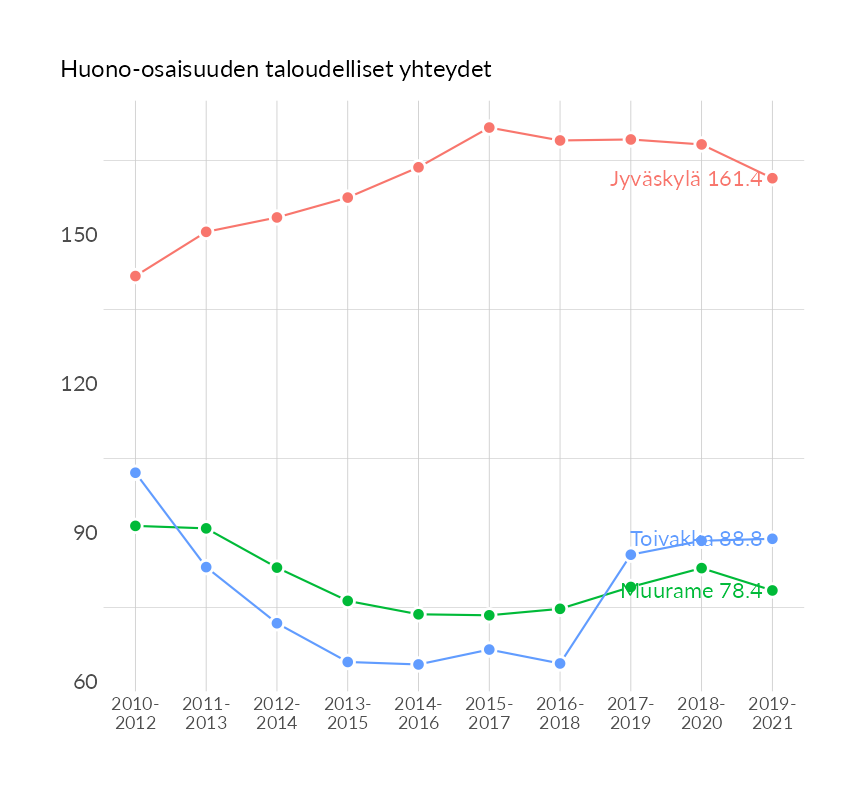 Huono-osaisuuden taloudelliset yhteydet
Jyväskylä 161.4
150
120
90
Toivakka 88.8
Muurame 78.4
60
2010- 2011- 2012- 2013- 2014- 2015- 2016- 2017- 2018- 2019-
2012 2013 2014 2015 2016 2017 2018 2019 2020 2021